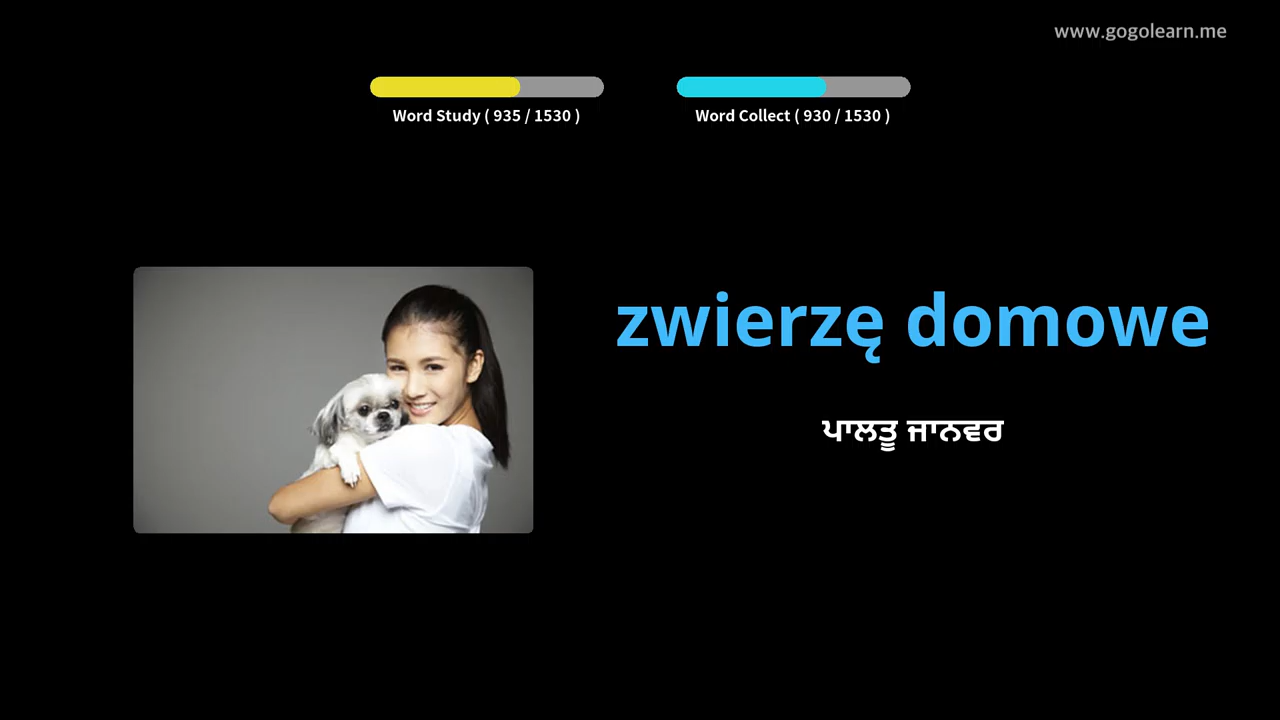 www.gogolearn.me
Word Study ( 935 / 1530 )
Word Collect ( 930 / 1530 )
zwierzę domowe
ਪਾਲਤੂ ਜਾਨਵਰ